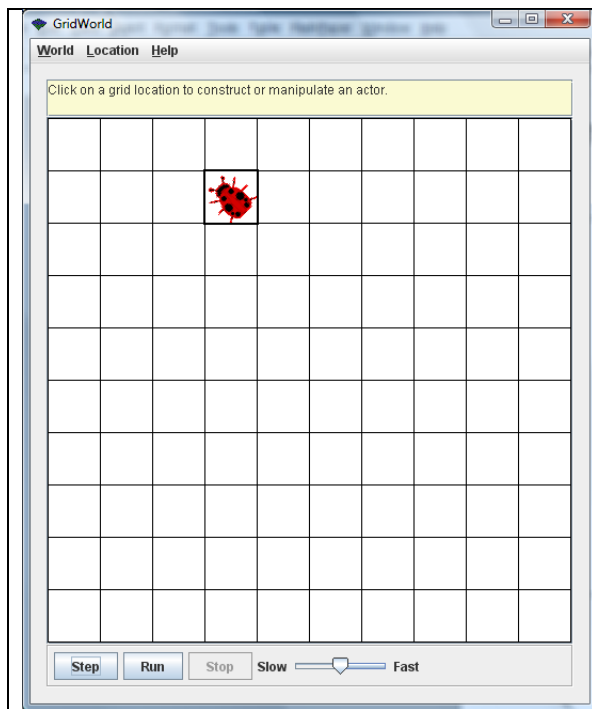 GridWorld
World Location Help
Click on a grid location to construct or manipulate an actor.
Step Run Stop Slow Fast